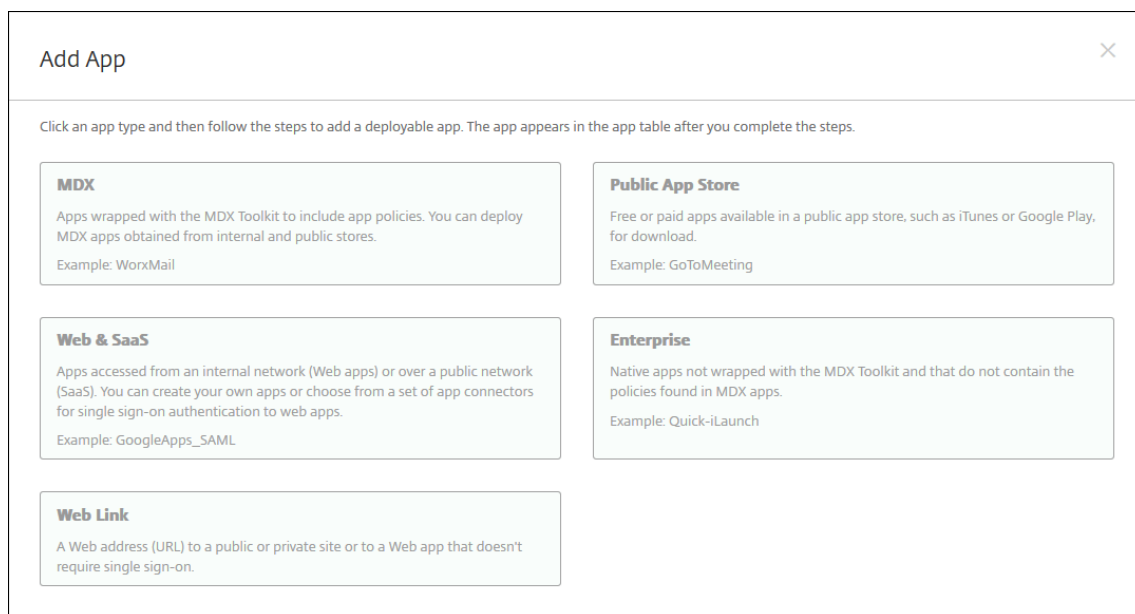 Add App
Click an app type and then follow the steps to add a deployable app. The app appears in the app table after you complete the steps.
MDX
Apps wrapped with the MDX Toolkit to include app policies. You can deploy
MDX apps obtained from internal and public stores.
Example: WorxMail
Public App Store
Free or paid apps available in a public app store, such as iTunes or Google Play,
for download.
Example: GoToMeeting
Web & SaaS
Apps accessed from an internal network (Web apps) or over a public network
(SaaS). You can create your own apps or choose from a set of app connectors
for single sign-on authentication to web apps.
Example: GoogleApps_SAML
Enterprise
Native apps not wrapped with the MDX Toolkit and that do not contain the
policies found in MDX apps.
Example: Quick-iLaunch
Web Link
A Web address (URL) to a public or private site or to a Web app that doesn't
require single sign-on.